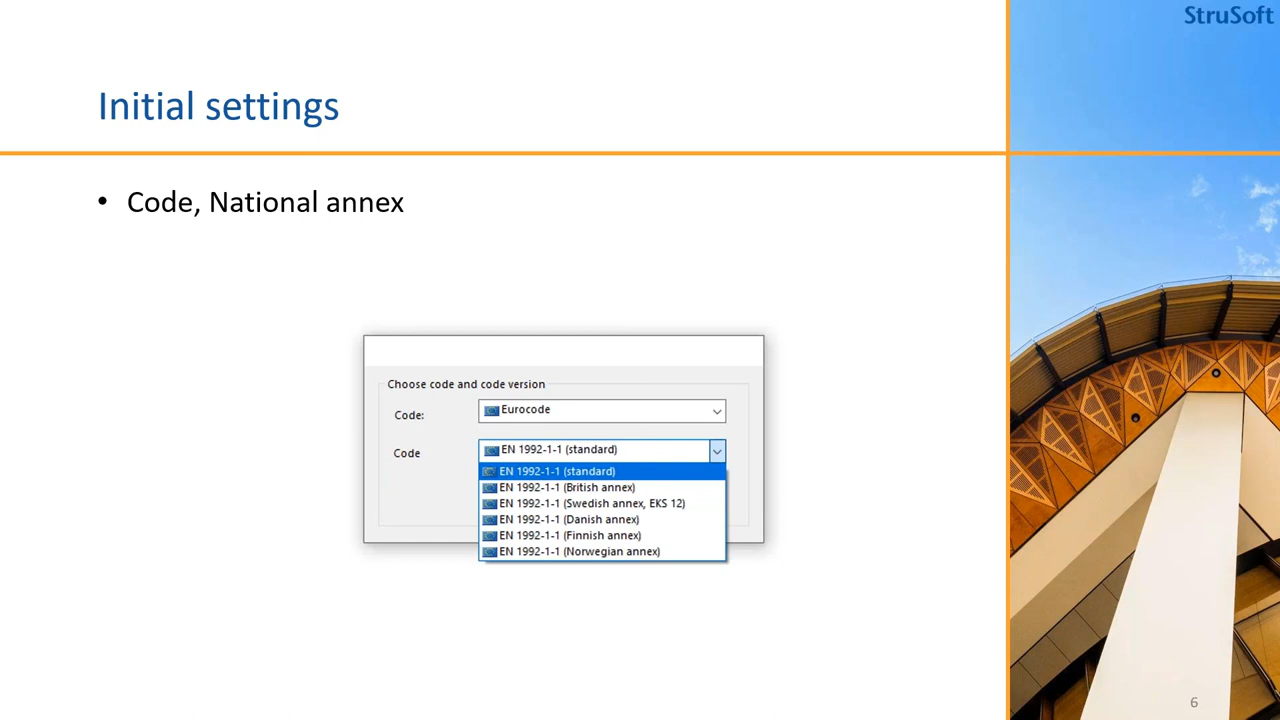 StruSoft
Initial settings
• Code, National annex
Choose code and code version
Code: Eurocode
Code EN 1992-1-1 (standard)
EN 1992-1-1 (standard)
EN 1992-1-1 (British annex)
EN 1992-1-1 (Swedish annex, EKS 12)
EN 1992-1-1 (Danish annex)
EN 1992-1-1 (Finnish annex)
EN 1992-1-1 (Norwegian annex)
6